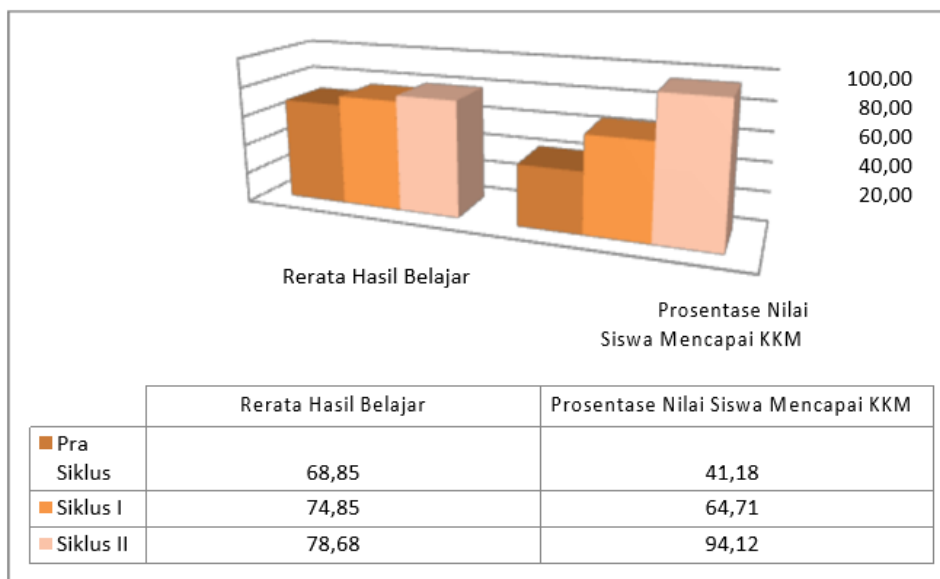 100,00
80,00
60,00
40,00
20,00
Rerata Hasil Belajar
Prosentase Nilai
Siswa Mencapai KKM
Rerata Hasil Belajar Prosentase Nilai Siswa Mencapai KKM
Pra
Siklus 68,85 41,18
Siklus I 74,85 64,71
Siklus II 78,68 94,12